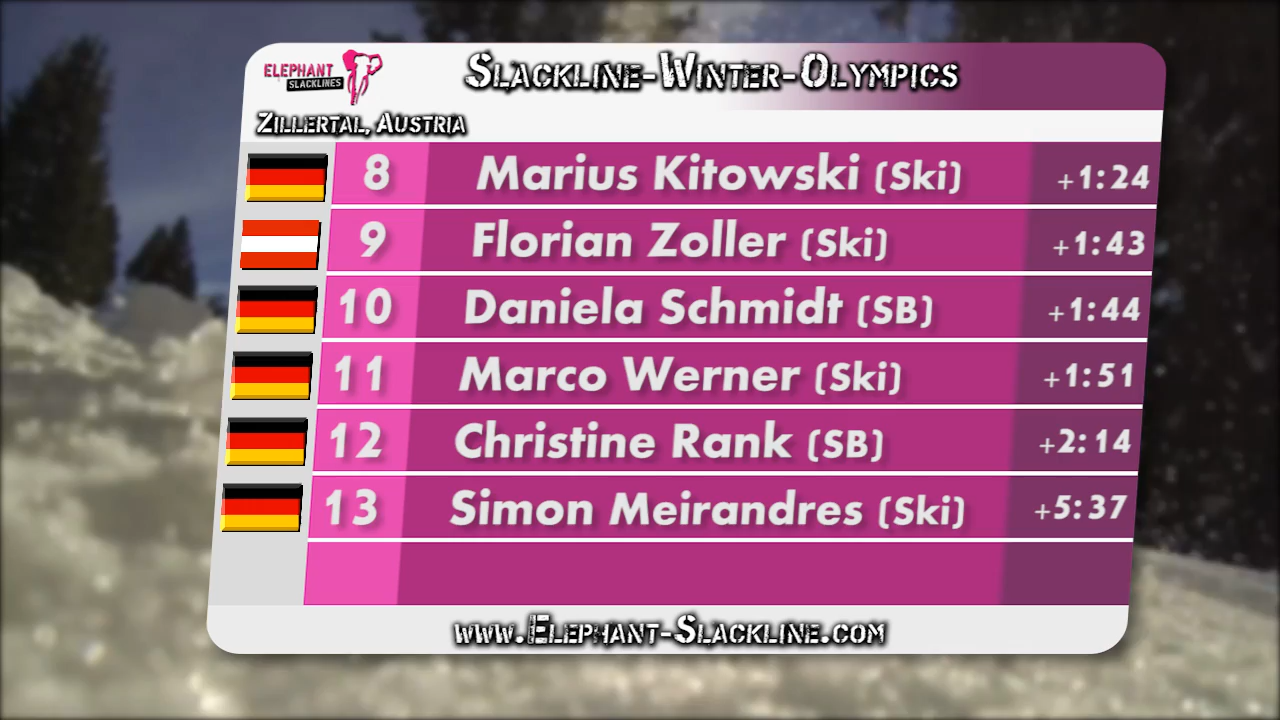 ELEPHANT
SLACKLINES
Slackline-Winter-Olympics
Zillertal, Austria
8 Marius Kitowski (Ski) +1:24
9 Florian Zoller (Ski) +1:43
10 Daniela Schmidt (SB) +1:44
11 Marco Werner (Ski) +1:51
12 Christine Rank (SB) +2:14
13 Simon Meirandres (Ski) +5:37
www.Elephant-Slackline.com